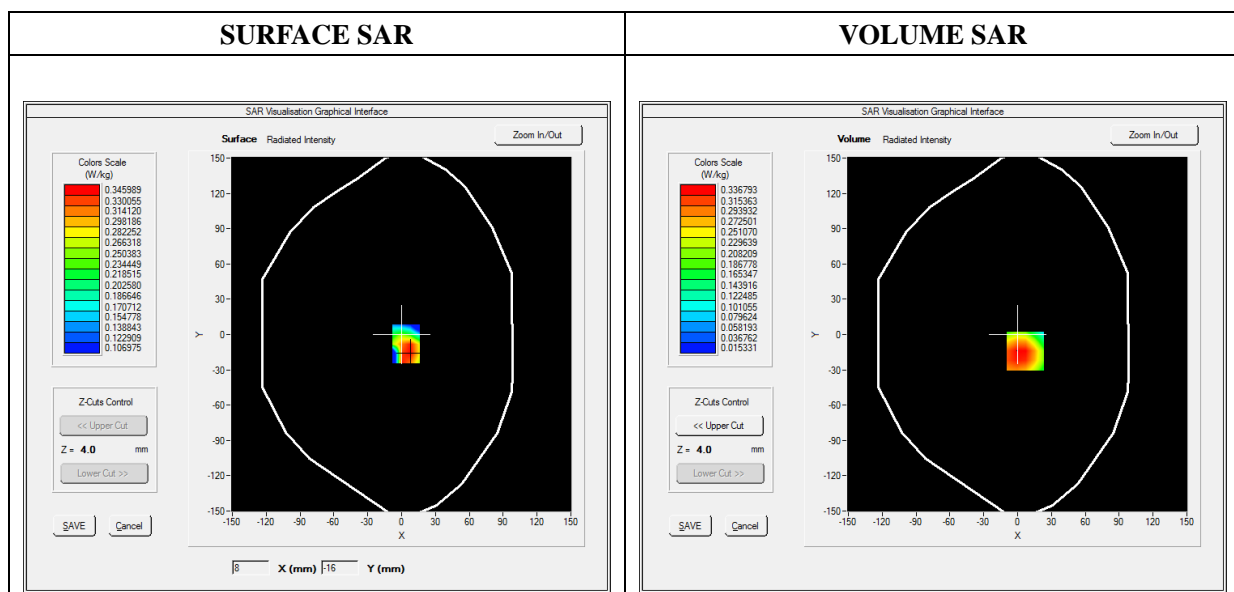 SURFACE SAR
VOLUME SAR
SAR Visualisation Graphical Interface
Surface Radiated Intensity
Zoom In/Out
Colors Scale
(W/kg)
0.345989
0.330055
0.314120
0.298186
0.282252
0.266318
0.250383
0.234449
0.218515
0.202580
0.186646
0.170712
0.154778
0.138843
0.122909
0.106975
Z-Cuts Control
<< Upper Cut
Z = 4.0 mm
Lower Cut >>
SAVE Cancel
150
120
90
60
30
0
-30
-60
-90
-120
-150
Y
-150 -120 -90 -60 -30 0 30 60 90 120 150
X
8 X (mm) -16 Y (mm)
SAR Visualisation Graphical Interface
Volume Radiated Intensity
Zoom In/Out
Colors Scale
(W/kg)
0.336793
0.315363
0.293932
0.272501
0.251070
0.229639
0.208209
0.186778
0.165347
0.143916
0.122485
0.101055
0.079624
0.058193
0.036762
0.015331
Z-Cuts Control
<< Upper Cut
Z = 4.0 mm
Lower Cut >>
SAVE Cancel
150
120
90
60
30
0
-30
-60
-90
-120
-150
Y
-150 -120 -90 -60 -30 0 30 60 90 120 150
X